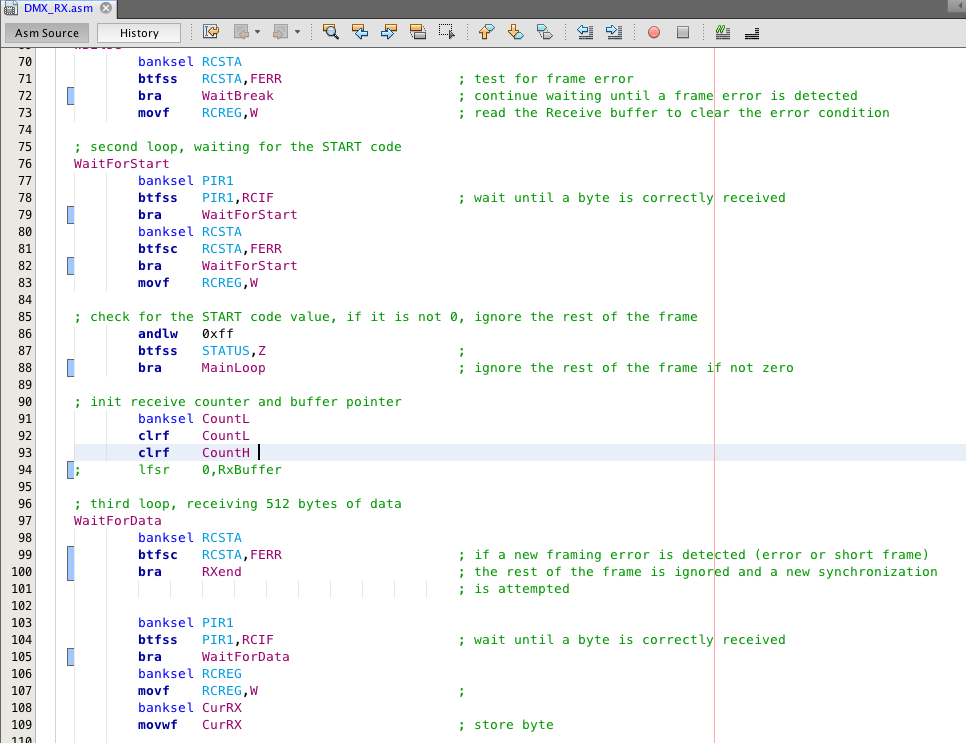 DMX_RX.asm
Asm Source History
70 banksel RCSTA
71 btfss RCSTA,FERR ; test for frame error
72 bra WaitBreak ; continue waiting until a frame error is detected
73 movf RCREG,W ; read the Receive buffer to clear the error condition
74
75 ; second loop, waiting for the START code
76 WaitForStart
77 banksel PIR1
78 btfss PIR1,RCIF ; wait until a byte is correctly received
79 bra WaitForStart
80 banksel RCSTA
81 btfsc RCSTA,FERR
82 bra WaitForStart
83 movf RCREG,W
84
85 ; check for the START code value, if it is not 0, ignore the rest of the frame
86 andlw 0xff
87 btfss STATUS,Z ;
88 bra MainLoop ; ignore the rest of the frame if not zero
89
90 ; init receive counter and buffer pointer
91 banksel CountL
92 clrf CountL
93 clrf CountH
94 ; lfsr 0,RxBuffer
95
96 ; third loop, receiving 512 bytes of data
97 WaitForData
98 banksel RCSTA
99 btfsc RCSTA,FERR ; if a new framing error is detected (error or short frame)
100 bra RXend ; the rest of the frame is ignored and a new synchronization
101 ; is attempted
102
103 banksel PIR1
104 btfss PIR1,RCIF ; wait until a byte is correctly received
105 bra WaitForData
106 banksel RCREG
107 movf RCREG,W ;
108 banksel CurRX
109 movwf CurRX ; store byte
110